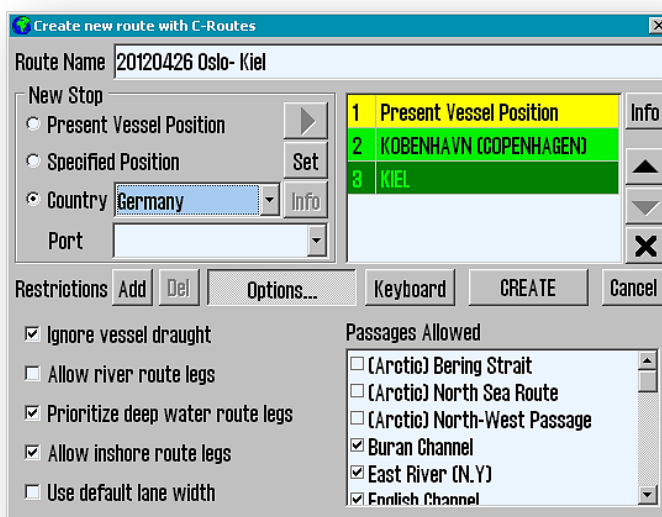 Create new route with C-Routes
Route Name 20120426 Oslo- Kiel
New Stop
Present Vessel Position
Specified Position Set
Country Germany Info
Port
1 Present Vessel Position
2 KOBENHAVN (COPENHAGEN)
3 KIEL
Info
Restrictions Add Del Options... Keyboard CREATE Cancel
Ignore vessel draught
Allow river route legs
Prioritize deep water route legs
Allow inshore route legs
Use default lane width
Passages Allowed
(Arctic) Bering Strait
(Arctic) North Sea Route
(Arctic) North-West Passage
Buran Channel
East River (N.Y)
English Channel